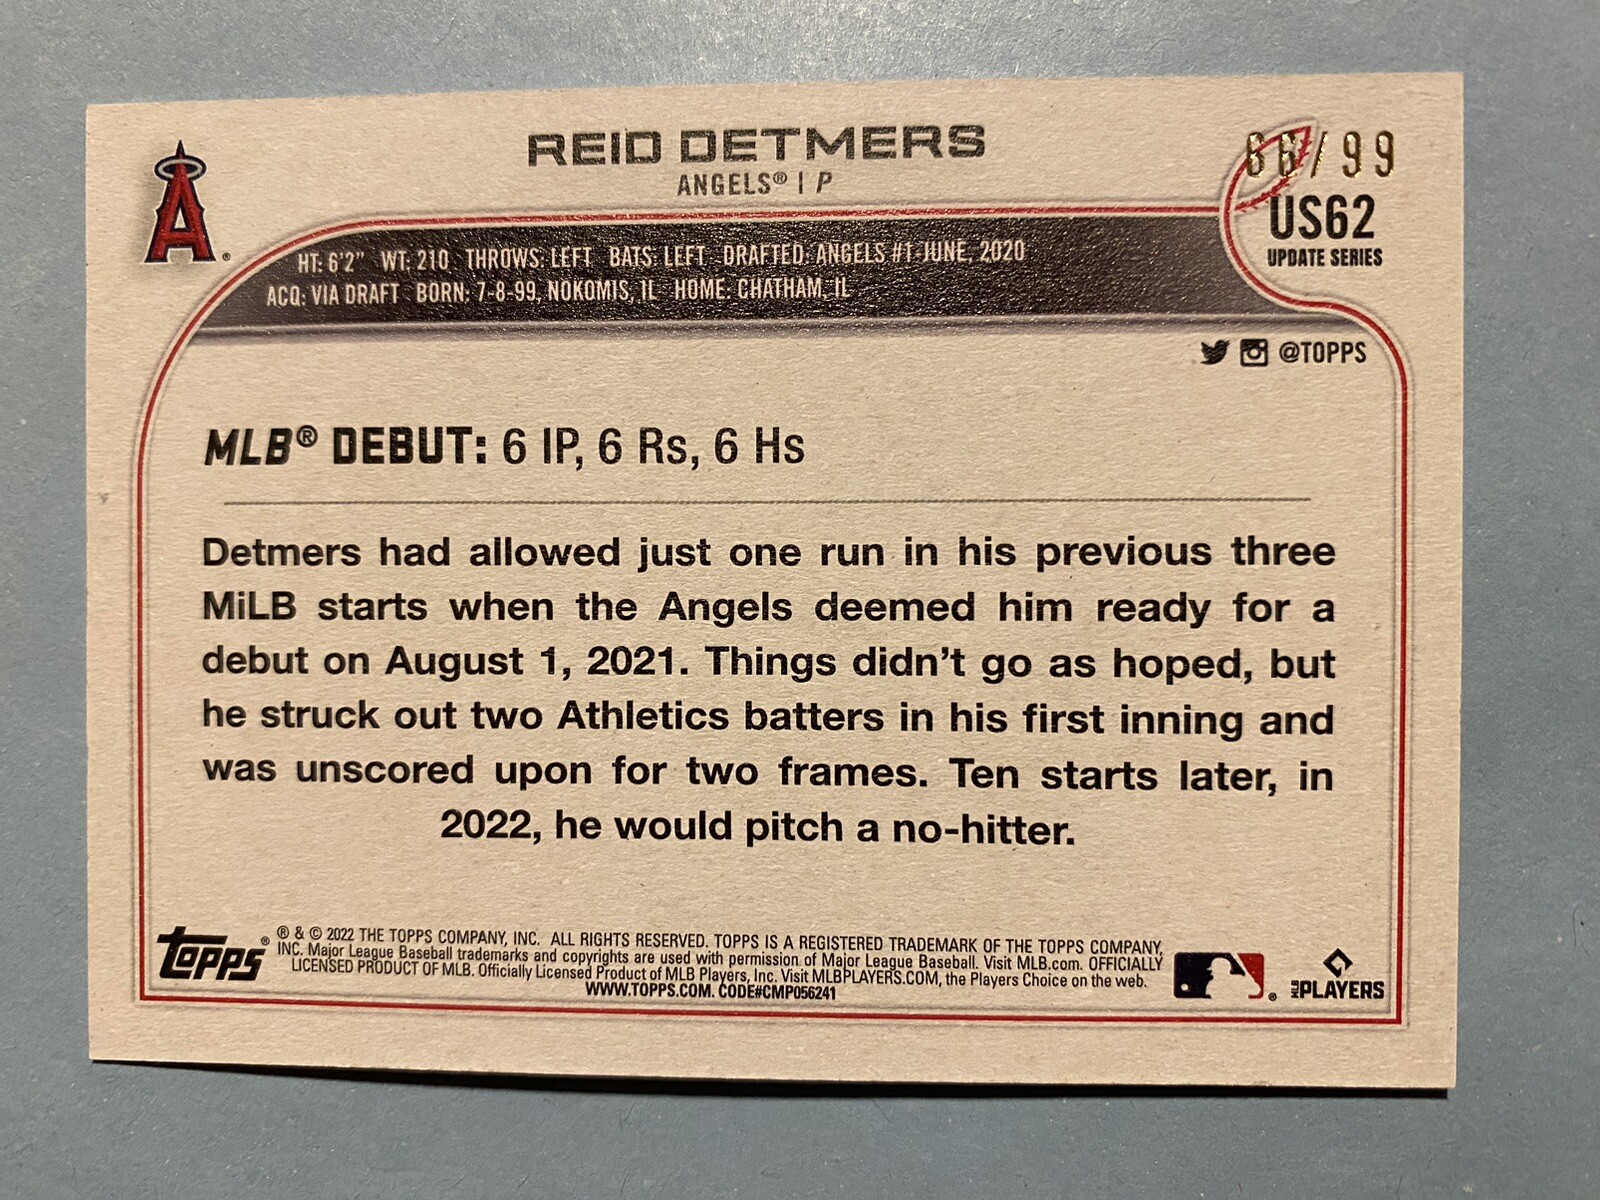 REID DETMERS
ANGELS® | P
A®
66/99
US62
UPDATE SERIES
HT: 6'2" WT: 210 THROWS: LEFT BATS: LEFT DRAFTED: ANGELS #1-JUNE, 2020
ACQ: VIA DRAFT BORN: 7-8-99, NOKOMIS, IL HOME: CHATHAM, IL
@TOPPS
MLB® DEBUT: 6 IP, 6 Rs, 6 Hs
Detmers had allowed just one run in his previous three
MiLB starts when the Angels deemed him ready for a
debut on August 1, 2021. Things didn't go as hoped, but
he struck out two Athletics batters in his first inning and
was unscored upon for two frames. Ten starts later, in
2022, he would pitch a no-hitter.
topps®
® & © 2022 THE TOPPS COMPANY, INC. ALL RIGHTS RESERVED. TOPPS IS A REGISTERED TRADEMARK OF THE TOPPS COMPANY,
INC. Major League Baseball trademarks and copyrights are used with permission of Major League Baseball. Visit MLB.com. OFFICIALLY
LICENSED PRODUCT OF MLB. Officially Licensed Product of MLB Players, Inc. Visit MLBPLAYERS.COM, the Players Choice on the web.
WWW.TOPPS.COM. CODE#CMP056241
MLB PLAYERS